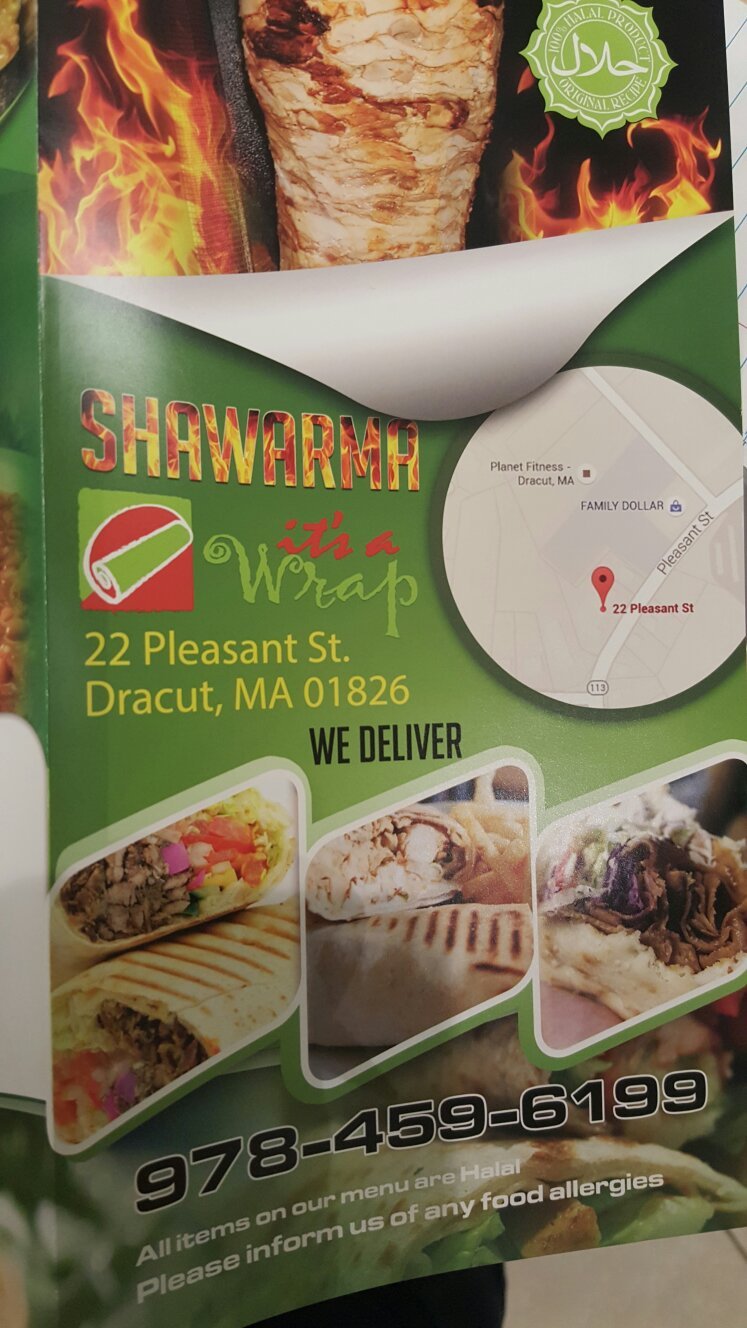 100% HALAL PRODUCT
حلال
ORIGINAL RECIPE
SHAWARMA
it's a
Wrap
22 Pleasant St.
Dracut, MA 01826
WE DELIVER
Planet Fitness -
Dracut, MA
FAMILY DOLLAR
Pleasant St
22 Pleasant St
113
978-459-6199
All items on our menu are Halal
Please inform us of any food allergies